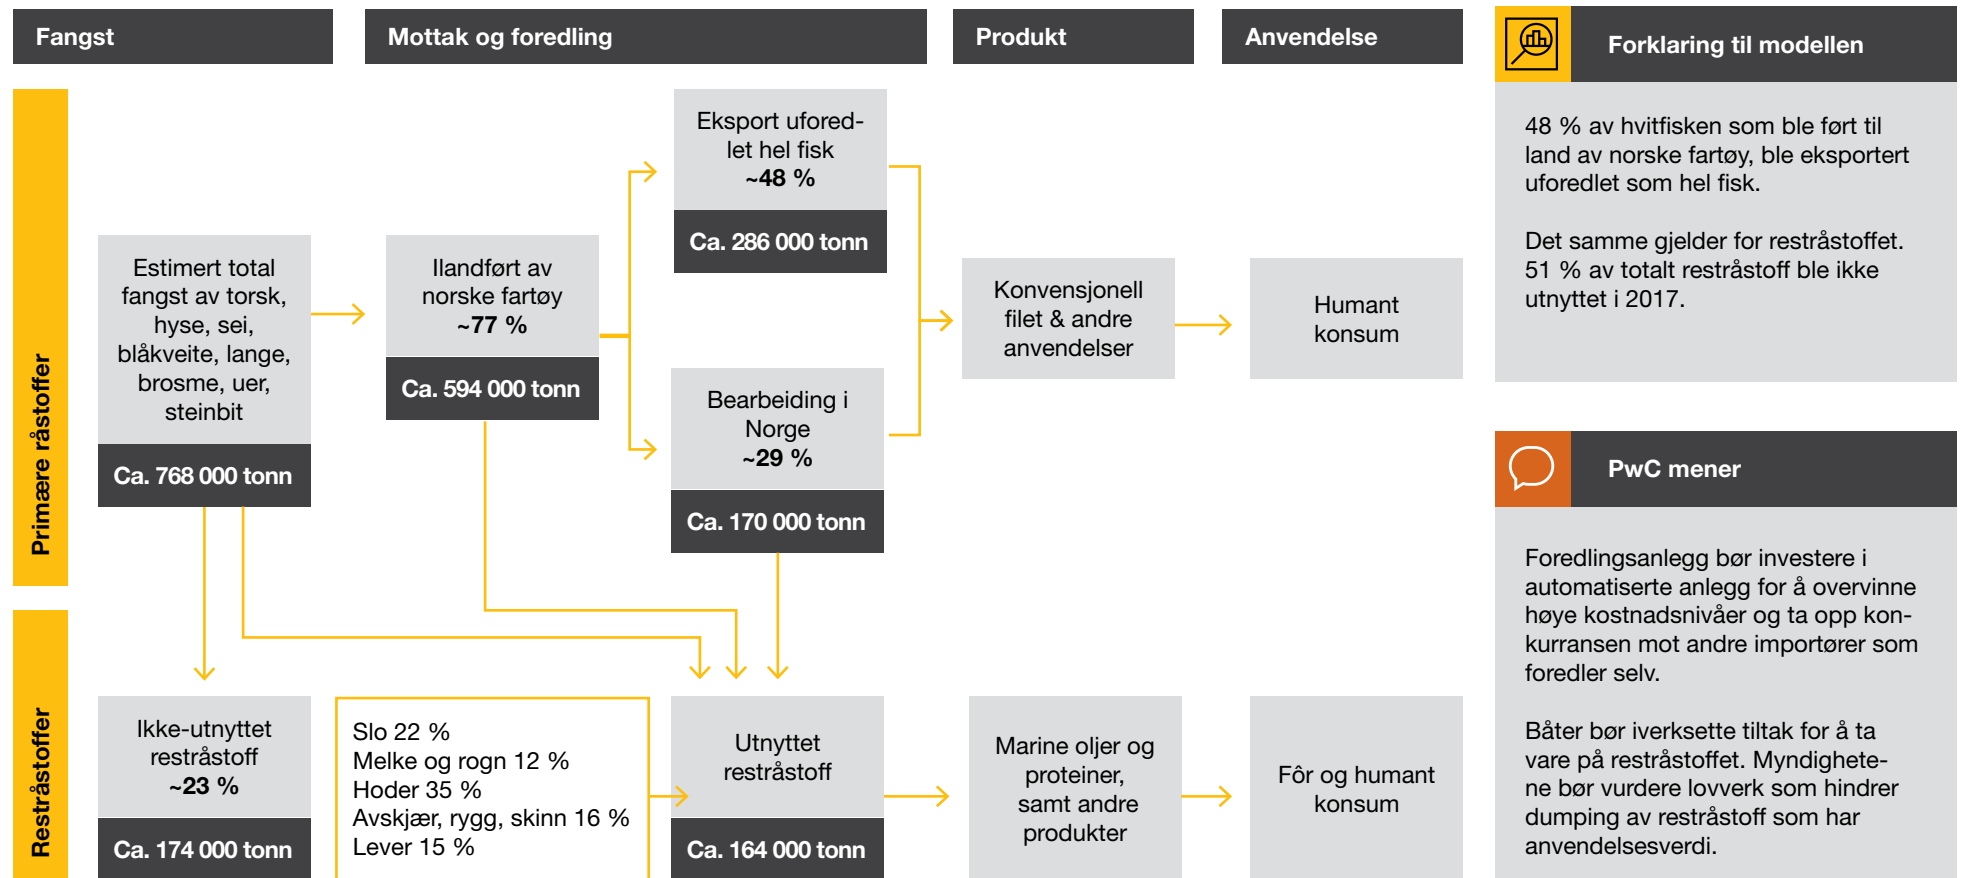 Fangst
Mottak og foredling
Produkt
Anvendelse
Primære råstoffer
Estimert total
fangst av torsk,
hyse, sei,
blåkveite, lange,
brosme, uer,
steinbit
Ca. 768 000 tonn
Ilandført av
norske fartøy
~77 %
Ca. 594 000 tonn
Eksport ufored-
let hel fisk
~48 %
Ca. 286 000 tonn
Bearbeiding i
Norge
~29 %
Ca. 170 000 tonn
Konvensjonell
filet & andre
anvendelser
Humant
konsum
Restråstoffer
Ikke-utnyttet
restråstoff
~23 %
Ca. 174 000 tonn
Slo 22 %
Melke og rogn 12 %
Hoder 35 %
Avskjær, rygg, skinn 16 %
Lever 15 %
Utnyttet
restråstoff
Ca. 164 000 tonn
Marine oljer og
proteiner,
samt andre
produkter
Fôr og humant
konsum
Forklaring til modellen
48 % av hvitfisken som ble ført til
land av norske fartøy, ble eksportert
uforedlet som hel fisk.
Det samme gjelder for restråstoffet.
51 % av totalt restråstoff ble ikke
utnyttet i 2017.
PwC mener
Foredlingsanlegg bør investere i
automatiserte anlegg for å overvinne
høye kostnadsnivåer og ta opp kon-
kurransen mot andre importører som
foredler selv.
Båter bør iverksette tiltak for å ta
vare på restråstoffet. Myndighete-
ne bør vurdere lovverk som hindrer
dumping av restråstoff som har
anvendelsesverdi.